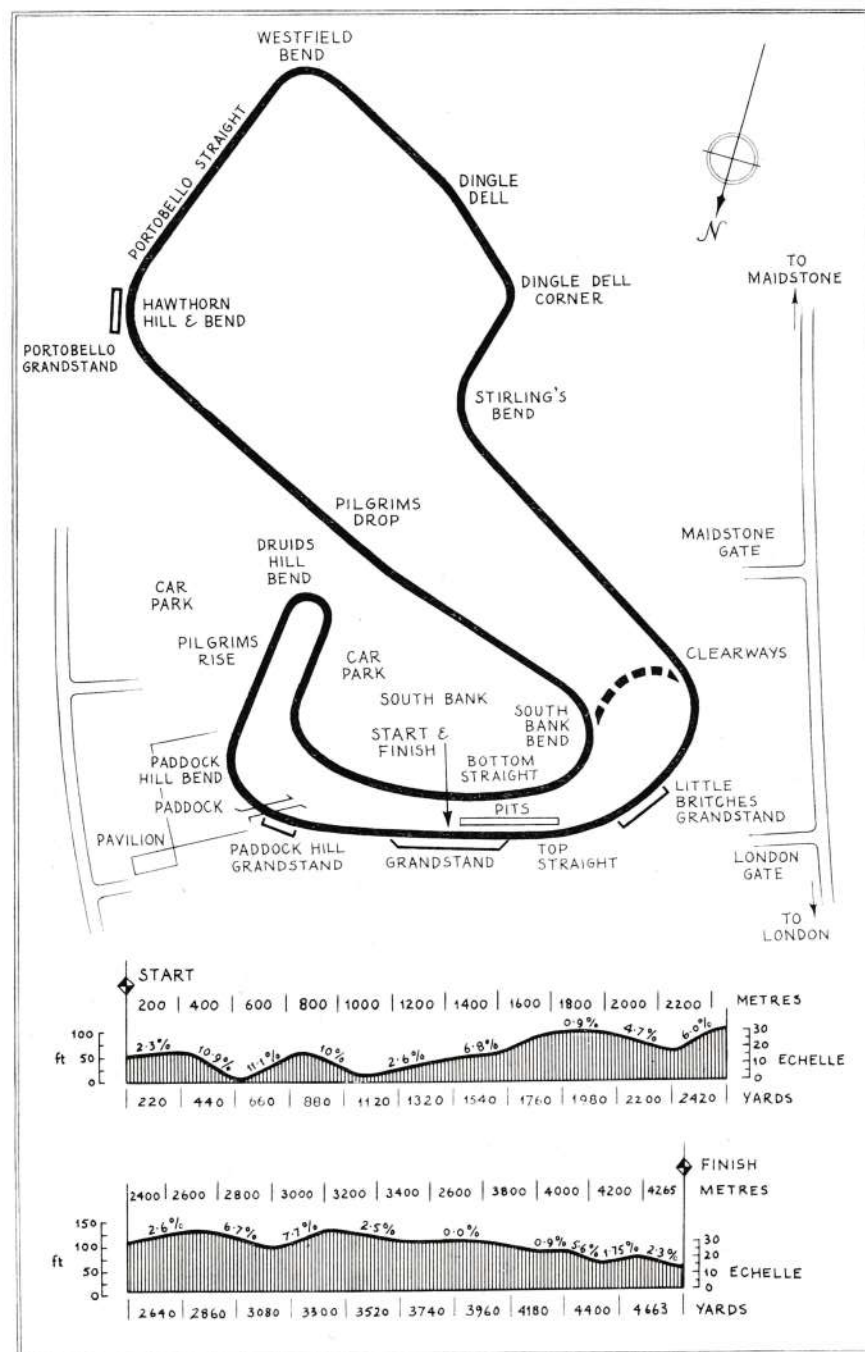 WESTFIELD
BEND
PORTOBELLO STRAIGHT
DINGLE
DELL
N
TO
MAIDSTONE
HAWTHORN
HILL & BEND
DINGLE DELL
CORNER
PORTOBELLO
GRANDSTAND
STIRLING'S
BEND
PILGRIMS
DROP
MAIDSTONE
GATE
DRUIDS
HILL
BEND
CAR
PARK
PILGRIMS
RISE
CAR
PARK
CLEARWAYS
SOUTH BANK
SOUTH
BANK
BEND
START &
FINISH
BOTTOM
STRAIGHT
PADDOCK
HILL BEND
PADDOCK
PITS
LITTLE
BRITCHES
GRANDSTAND
PAVILION
PADDOCK HILL
GRANDSTAND
GRANDSTAND
TOP
STRAIGHT
LONDON
GATE
TO
LONDON
START
200 400 600 800 1000 1200 1400 1600 1800 2000 2200 METRES
2.3% 10.9% 11.1% 10% 2.6% 6.8% 0.9% 4.7% 6.0%
ft 100 50 0
30 20 10 0 ECHELLE
220 440 660 880 1120 1320 1540 1760 1980 2200 2420 YARDS
FINISH
2400 2600 2800 3000 3200 3400 3600 3800 4000 4200 4265 METRES
2.6% 6.7% 7.7% 2.5% 0.0% 0.9% 5.6% 1.75% 2.3%
ft 150 100 50 0
30 20 10 0 ECHELLE
2640 2860 3080 3300 3520 3740 3960 4180 4400 4663 YARDS